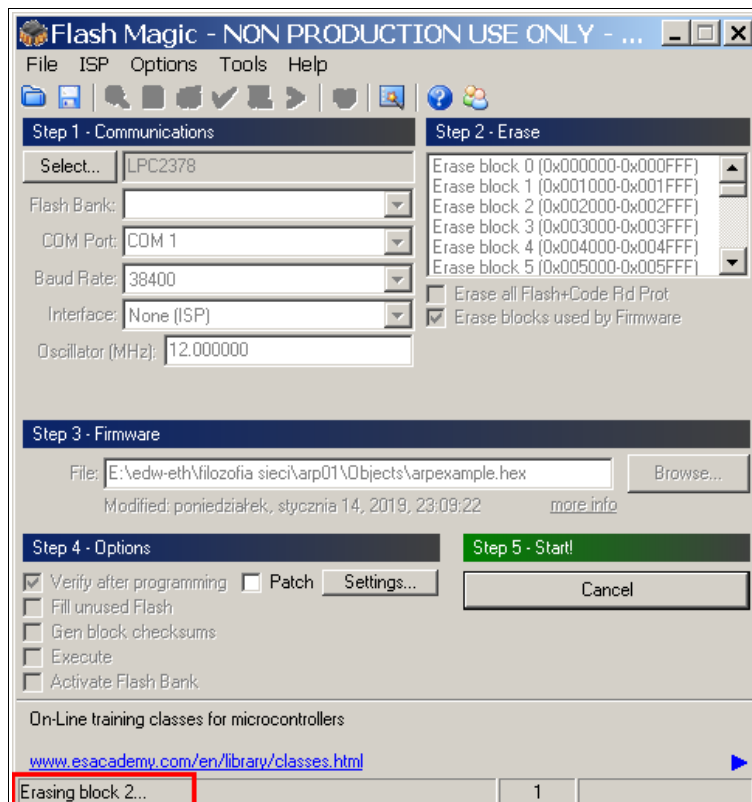 Flash Magic - NON PRODUCTION USE ONLY - ...
File ISP Options Tools Help
Step 1 - Communications
Select... LPC2378
Flash Bank:
COM Port: COM 1
Baud Rate: 38400
Interface: None (ISP)
Oscillator (MHz): 12.000000
Step 2 - Erase
Erase block 0 (0x000000-0x000FFF)
Erase block 1 (0x001000-0x001FFF)
Erase block 2 (0x002000-0x002FFF)
Erase block 3 (0x003000-0x003FFF)
Erase block 4 (0x004000-0x004FFF)
Erase block 5 (0x005000-0x005FFF)
Erase all Flash+Code Rd Prot
Erase blocks used by Firmware
Step 3 - Firmware
File: E:\edw-eth\filozofia sieci\arp01\Objects\arpexample.hex Browse...
Modified: poniedziałek, stycznia 14, 2019, 23:09:22 more info
Step 4 - Options
Verify after programming Patch Settings...
Fill unused Flash
Gen block checksums
Execute
Activate Flash Bank
Step 5 - Start!
Cancel
On-Line training classes for microcontrollers
www.esacademy.com/en/library/classes.html
Erasing block 2... 1